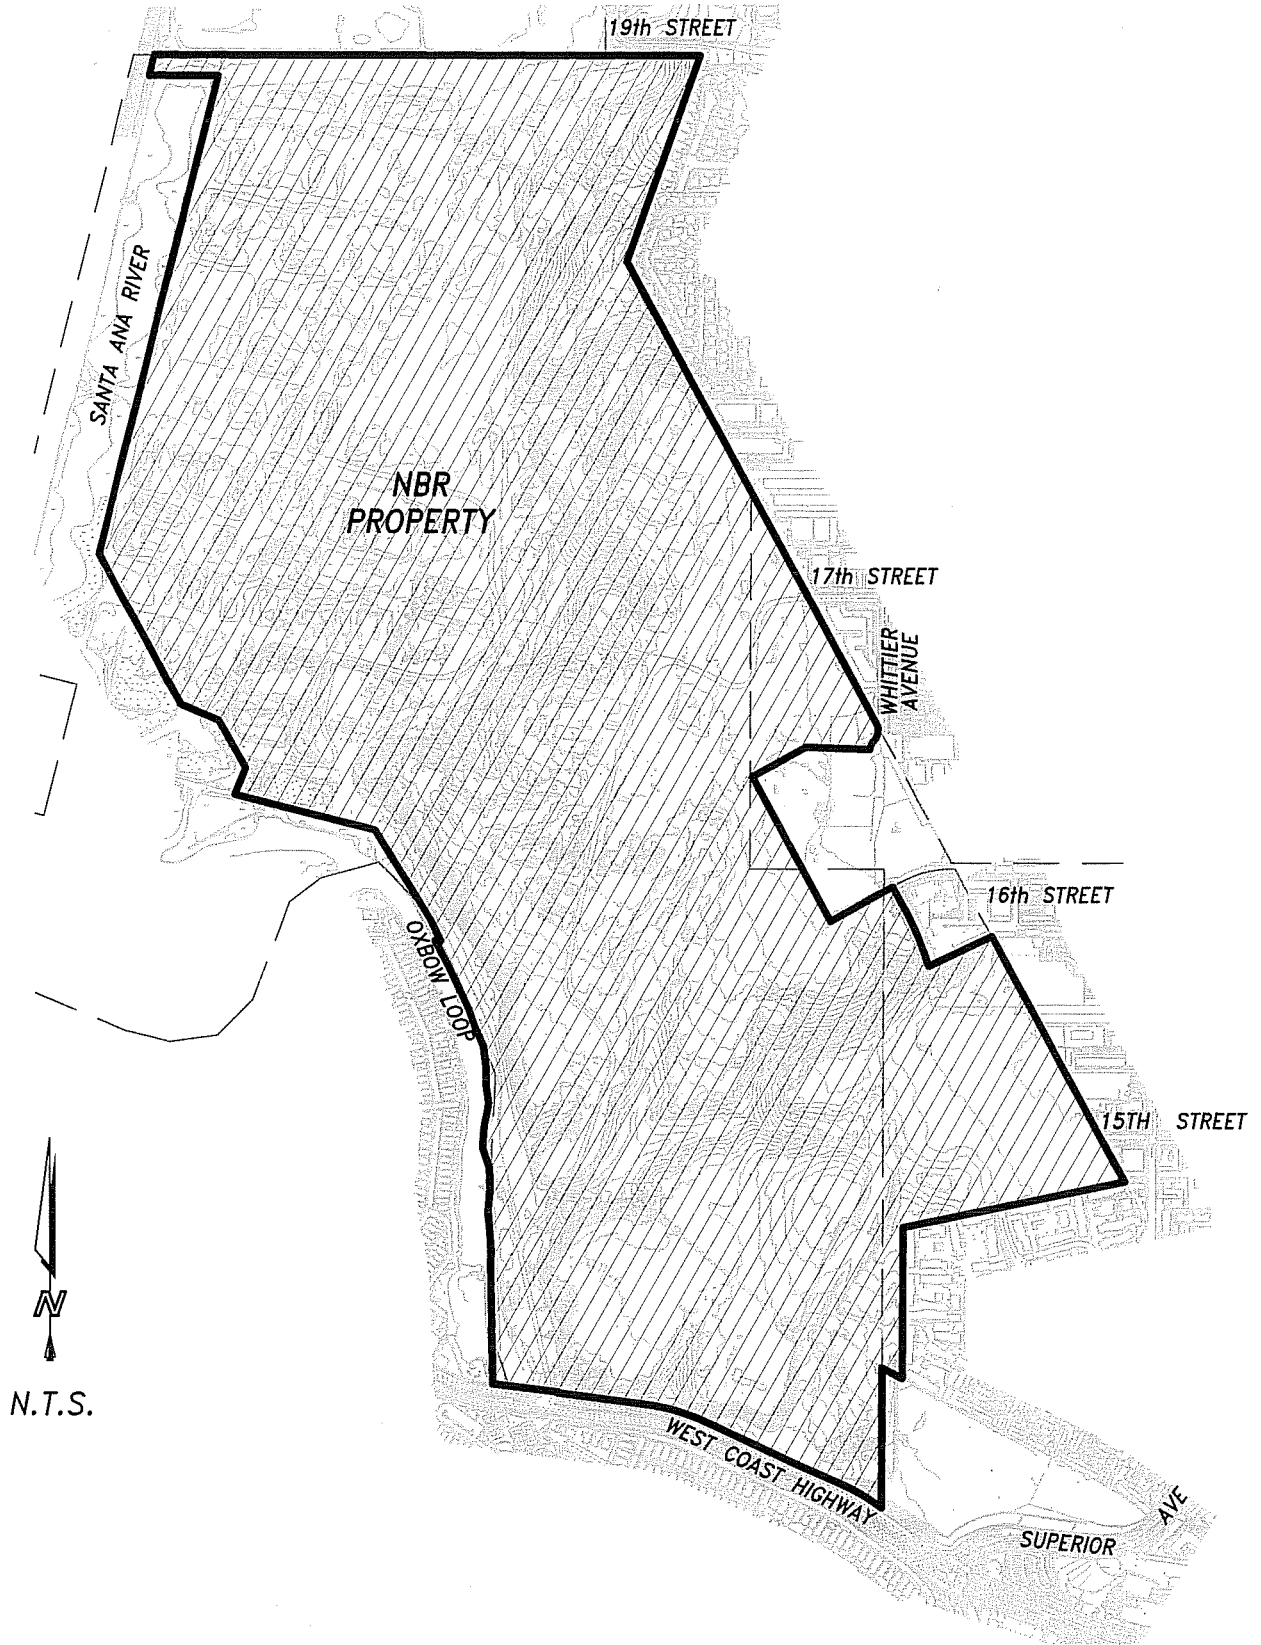 19th STREET
SANTA ANA RIVER
NBR
PROPERTY
17th STREET
WHITTIER
AVENUE
16th STREET
OXBOW LOOP
15TH STREET
N
N.T.S.
WEST COAST HIGHWAY
SUPERIOR AVE